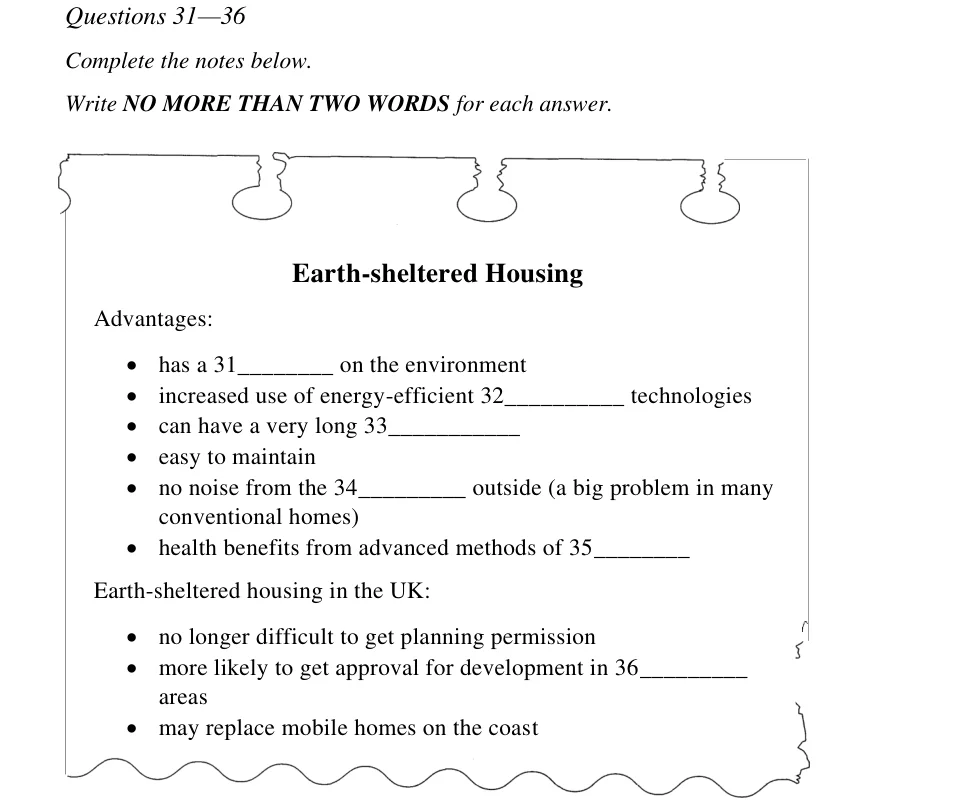 Questions 31—36
Complete the notes below.
Write NO MORE THAN TWO WORDS for each answer.
Earth-sheltered Housing
Advantages:
• has a 31________ on the environment
• increased use of energy-efficient 32__________ technologies
• can have a very long 33___________
• easy to maintain
• no noise from the 34_________ outside (a big problem in many
conventional homes)
• health benefits from advanced methods of 35________
Earth-sheltered housing in the UK:
• no longer difficult to get planning permission
• more likely to get approval for development in 36_________
areas
• may replace mobile homes on the coast